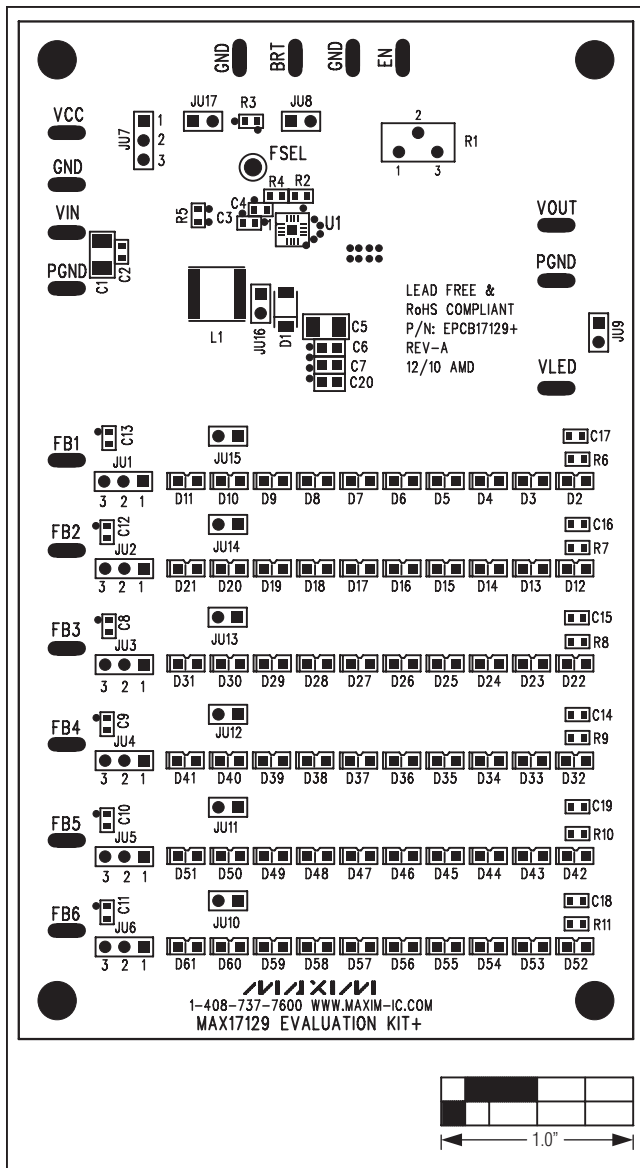 GND BRT GND EN
VCC
JU17 R3 JU8
JU7 1 2 3
2
R1
1 3
FSEL
GND
R4 R2
VIN
R5 C4 C3 1 U1
VOUT
PGND
C1 C2
PGND
L1 JU16 D1
C5
C6
C7
C20
LEAD FREE &
RoHS COMPLIANT
P/N: EPCB17129+
REV-A
12/10 AMD
JU9
VLED
FB1 C13 JU15 C17
JU1 R6
3 2 1 D11 D10 D9 D8 D7 D6 D5 D4 D3 D2
FB2 C12 JU14 C16
JU2 R7
3 2 1 D21 D20 D19 D18 D17 D16 D15 D14 D13 D12
FB3 C8 JU13 C15
JU3 R8
3 2 1 D31 D30 D29 D28 D27 D26 D25 D24 D23 D22
FB4 C9 JU12 C14
JU4 R9
3 2 1 D41 D40 D39 D38 D37 D36 D35 D34 D33 D32
FB5 C10 JU11 C19
JU5 R10
3 2 1 D51 D50 D49 D48 D47 D46 D45 D44 D43 D42
FB6 C11 JU10 C18
JU6 R11
3 2 1 D61 D60 D59 D58 D57 D56 D55 D54 D53 D52
MAXIM
1-408-737-7600 WWW.MAXIM-IC.COM
MAX17129 EVALUATION KIT+
1.0"